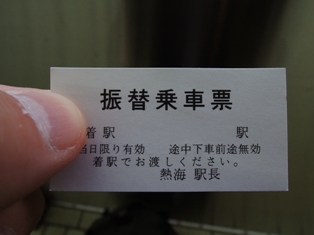 振替乗車票
着駅 駅
当日限り有効 途中下車前途無効
着駅でお渡しください。
熱海 駅長